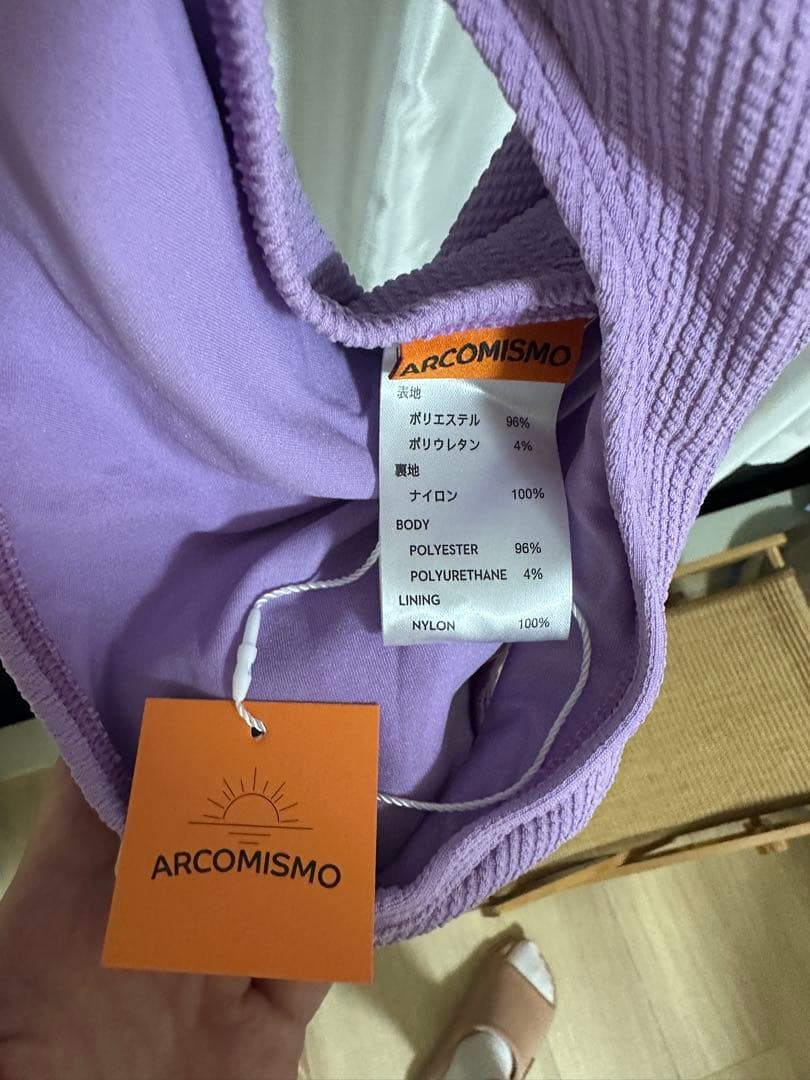 ARCOMISMO
表地
ポリエステル 96%
ポリウレタン 4%
裏地
ナイロン 100%
BODY
POLYESTER 96%
POLYURETHANE 4%
LINING
NYLON 100%
ARCOMISMO